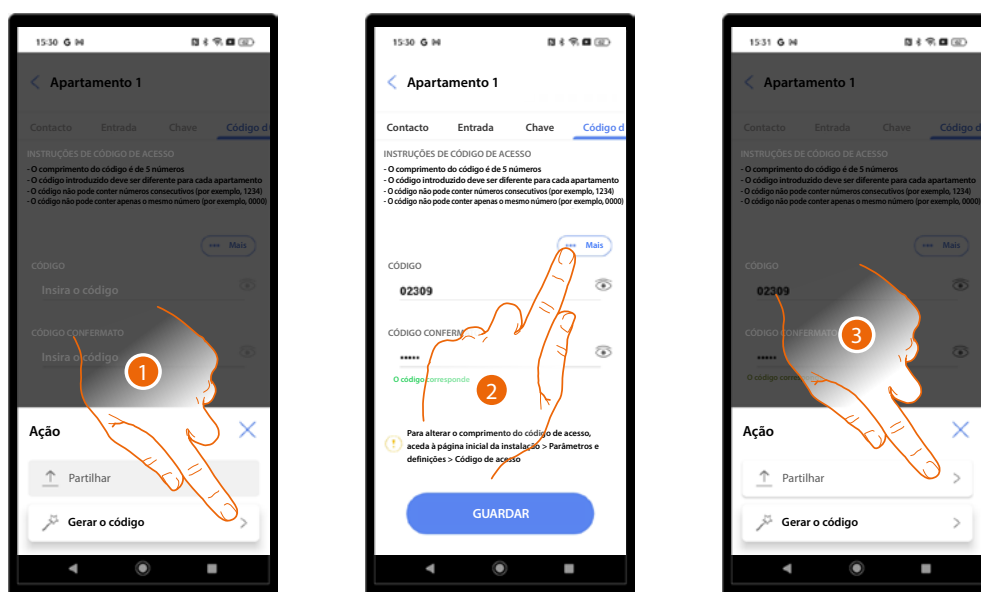 15:30 G
Apartamento 1
Contacto Entrada Chave Código d
INSTRUÇÕES DE CÓDIGO DE ACESSO
- O comprimento do código é de 5 números
- O código introduzido deve ser diferente para cada apartamento
- O código não pode conter números consecutivos (por exemplo, 1234)
- O código não pode conter apenas o mesmo número (por exemplo, 0000)
Mais
CÓDIGO
Insira o código
CÓDIGO CONFERMATO
Insira o código
1
Ação
Partilhar
Gerar o código
15:30 G
Apartamento 1
Contacto Entrada Chave Código d
INSTRUÇÕES DE CÓDIGO DE ACESSO
- O comprimento do código é de 5 números
- O código introduzido deve ser diferente para cada apartamento
- O código não pode conter números consecutivos (por exemplo, 1234)
- O código não pode conter apenas o mesmo número (por exemplo, 0000)
Mais
CÓDIGO
02309
CÓDIGO CONFERM
•••••
O código corresponde
2
Para alterar o comprimento do código de acesso,
aceda à página inicial da instalação > Parâmetros e
definições > Código de acesso
GUARDAR
15:31 G
Apartamento 1
Contacto Entrada Chave Código d
INSTRUÇÕES DE CÓDIGO DE ACESSO
- O comprimento do código é de 5 números
- O código introduzido deve ser diferente para cada apartamento
- O código não pode conter números consecutivos (por exemplo, 1234)
- O código não pode conter apenas o mesmo número (por exemplo, 0000)
Mais
CÓDIGO
02309
CÓDIGO CONFERMATO
•••••
O código corre
3
Ação
Partilhar
Gerar o código